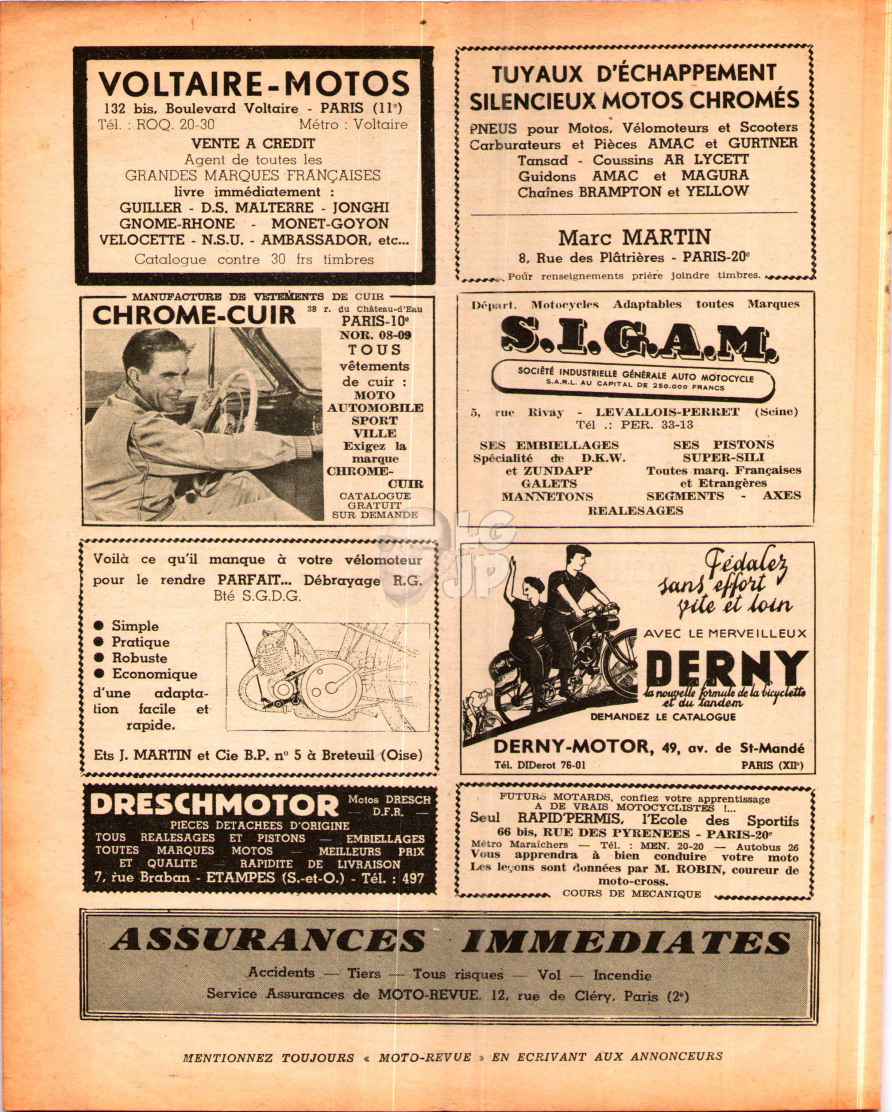 VOLTAIRE-MOTOS
132 bis, Boulevard Voltaire - PARIS (11e)
Tél. : ROQ. 20-30 Métro : Voltaire
VENTE A CREDIT
Agent de toutes les
GRANDES MARQUES FRANÇAISES
livre immédiatement :
GUILLER - D.S. MALTERRE - JONGHI
GNOME-RHONE - MONET-GOYON
VELOCETTE - N.S.U. - AMBASSADOR, etc...
Catalogue contre 30 frs timbres
TUYAUX D'ÉCHAPPEMENT
SILENCIEUX MOTOS CHROMÉS
PNEUS pour Motos, Vélomoteurs et Scooters
Carburateurs et Pièces AMAC et GURTNER
Tansad - Coussins AR LYCETT
Guidons AMAC et MAGURA
Chaînes BRAMPTON et YELLOW
Marc MARTIN
8, Rue des Plâtrières - PARIS-20e
Pour renseignements prière joindre timbres.
MANUFACTURE DE VETEMENTS DE CUIR
CHROME-CUIR 38 r. du Château-d'Eau
PARIS-10e
NOR. 08-09
TOUS
vêtements
de cuir :
MOTO
AUTOMOBILE
SPORT
VILLE
Exigez la
marque
CHROME-
CUIR
CATALOGUE
GRATUIT
SUR DEMANDE
Départ. Motocycles Adaptables toutes Marques
S.I.G.A.M.
SOCIÉTÉ INDUSTRIELLE GÉNÉRALE AUTO MOTOCYCLE
S.A.R.L. AU CAPITAL DE 250.000 FRANCS
5, rue Rivay - LEVALLOIS-PERRET (Seine)
Tél .: PER. 33-13
SES EMBIELLAGES
Spécialité de D.K.W.
et ZUNDAPP
GALETS
MANNETONS
SES PISTONS
SUPER-SILI
Toutes marq. Françaises
et Etrangères
SEGMENTS - AXES
REALESAGES
Voilà ce qu'il manque à votre vélomoteur
pour le rendre PARFAIT... Débrayage R.G.
Bté S.G.D.G.
● Simple
● Pratique
● Robuste
● Economique
d'une adapta-
tion facile et
rapide.
Ets J. MARTIN et Cie B.P. n° 5 à Breteuil (Oise)
LG
JP
Pédalez
sans effort
vite et loin
AVEC LE MERVEILLEUX
DERNY
la nouvelle formule de la bicyclette
et du tandem
DEMANDEZ LE CATALOGUE
DERNY-MOTOR, 49, av. de St-Mandé
Tél. DIDerot 76-01 PARIS (XIIe)
DRESCHMOTOR Motos DRESCH
— D.F.R. —
PIECES DETACHEES D'ORIGINE
TOUS REALESAGES ET PISTONS — EMBIELLAGES
TOUTES MARQUES MOTOS — MEILLEURS PRIX
ET QUALITE — RAPIDITE DE LIVRAISON
7, rue Braban - ETAMPES (S.-et-O.) - Tél. : 497
FUTURS MOTARDS, confiez votre apprentissage
A DE VRAIS MOTOCYCLISTES !...
Seul RAPID'PERMIS, l'Ecole des Sportifs
66 bis, RUE DES PYRENEES - PARIS-20e
Métro Maraîchers — Tél. : MEN. 20-20 — Autobus 26
Vous apprendra à bien conduire votre moto
Les leçons sont données par M. ROBIN, coureur de
moto-cross.
COURS DE MECANIQUE
ASSURANCES IMMEDIATES
Accidents — Tiers — Tous risques — Vol — Incendie
Service Assurances de MOTO-REVUE, 12, rue de Cléry, Paris (2e)
MENTIONNEZ TOUJOURS « MOTO-REVUE » EN ECRIVANT AUX ANNONCEURS